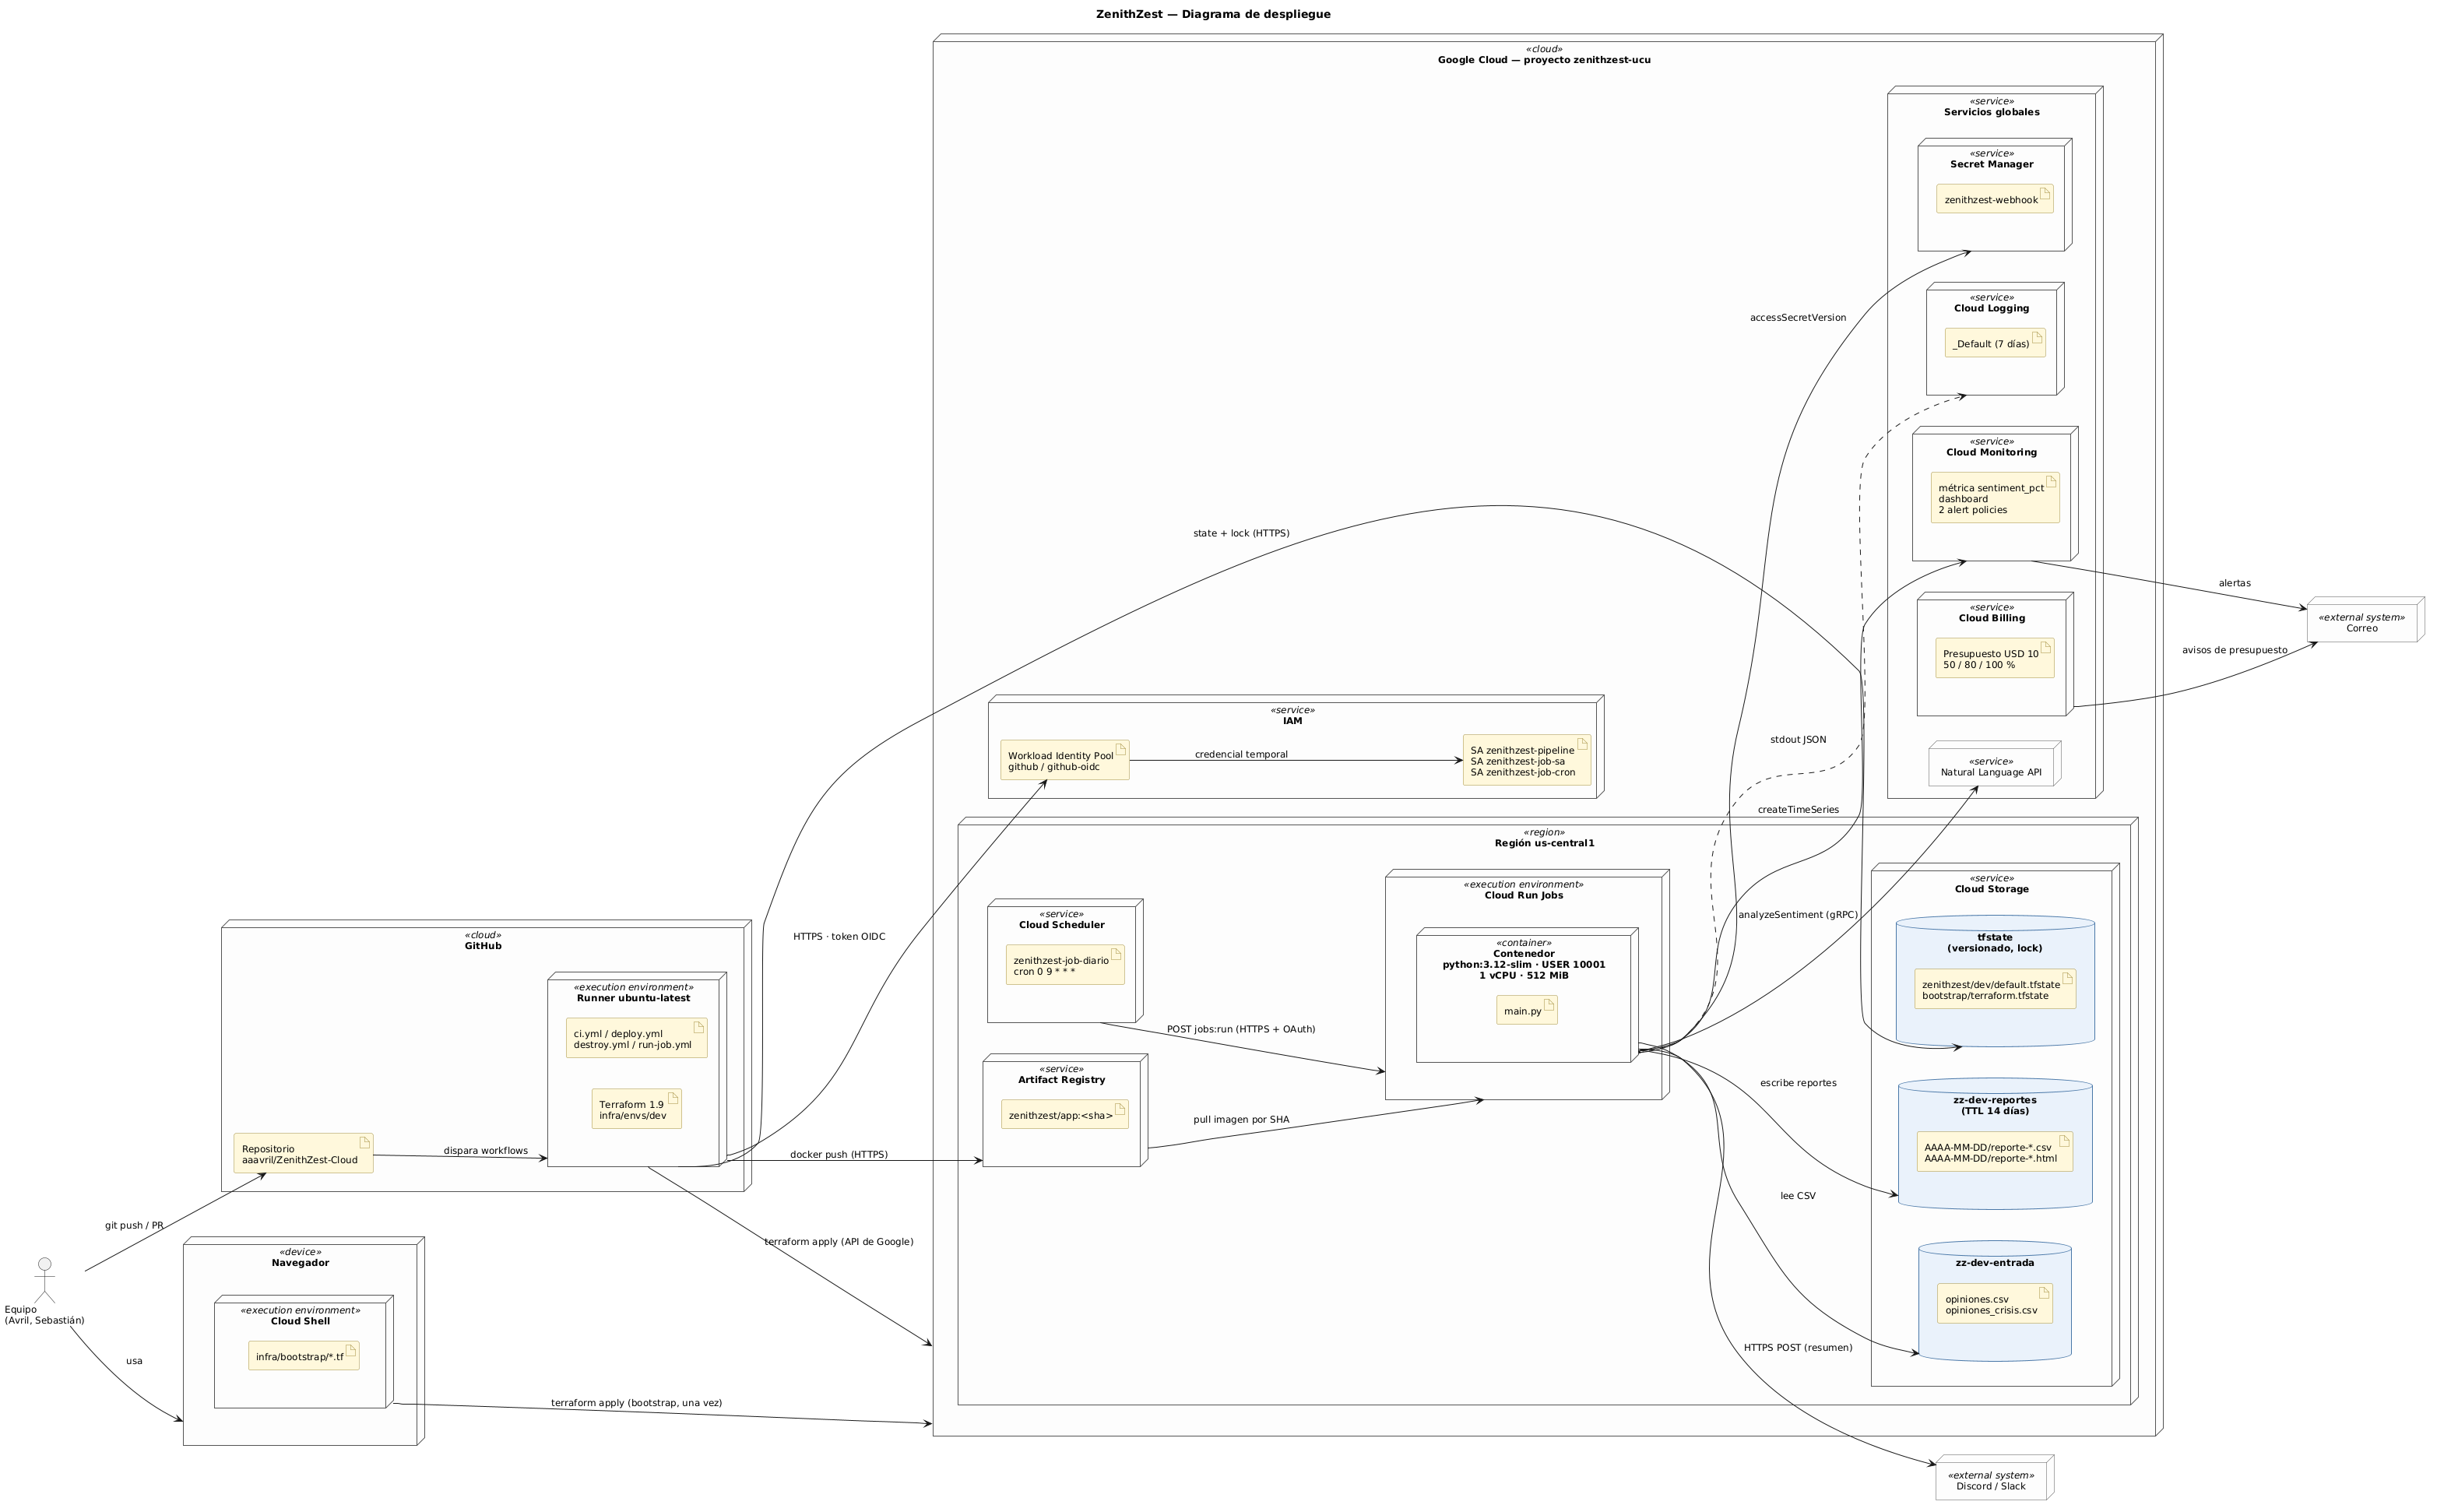 ZenithZest — Diagrama de despliegue
«cloud»
Google Cloud — proyecto zenithzest-ucu
«service»
Servicios globales
«service»
Secret Manager
zenithzest-webhook
accessSecretVersion
«service»
Cloud Logging
_Default (7 días)
«service»
Cloud Monitoring
métrica sentiment_pct
dashboard
2 alert policies
state + lock (HTTPS)
alertas
«service»
Cloud Billing
Presupuesto USD 10
50 / 80 / 100 %
«external system»
Correo
avisos de presupuesto
«service»
IAM
Workload Identity Pool
github / github-oidc
credencial temporal
SA zenithzest-pipeline
SA zenithzest-job-sa
SA zenithzest-job-cron
stdout JSON
«service»
Natural Language API
createTimeSeries
«region»
Región us-central1
«service»
Cloud Scheduler
zenithzest-job-diario
cron 0 9 * * *
«execution environment»
Cloud Run Jobs
«container»
Contenedor
python:3.12-slim · USER 10001
1 vCPU · 512 MiB
main.py
analyzeSentiment (gRPC)
«service»
Cloud Storage
tfstate
(versionado, lock)
zenithzest/dev/default.tfstate
bootstrap/terraform.tfstate
«cloud»
GitHub
HTTPS · token OIDC
«execution environment»
Runner ubuntu-latest
ci.yml / deploy.yml
destroy.yml / run-job.yml
Terraform 1.9
infra/envs/dev
POST jobs:run (HTTPS + OAuth)
«service»
Artifact Registry
zenithzest/app:<sha>
pull imagen por SHA
escribe reportes
zz-dev-reportes
(TTL 14 días)
AAAA-MM-DD/reporte-*.csv
AAAA-MM-DD/reporte-*.html
Repositorio
aaavril/ZenithZest-Cloud
dispara workflows
docker push (HTTPS)
lee CSV
git push / PR
terraform apply (API de Google)
zz-dev-entrada
opiniones.csv
opiniones_crisis.csv
«device»
Navegador
Equipo
(Avril, Sebastián)
«execution environment»
Cloud Shell
infra/bootstrap/*.tf
usa
HTTPS POST (resumen)
terraform apply (bootstrap, una vez)
«external system»
Discord / Slack